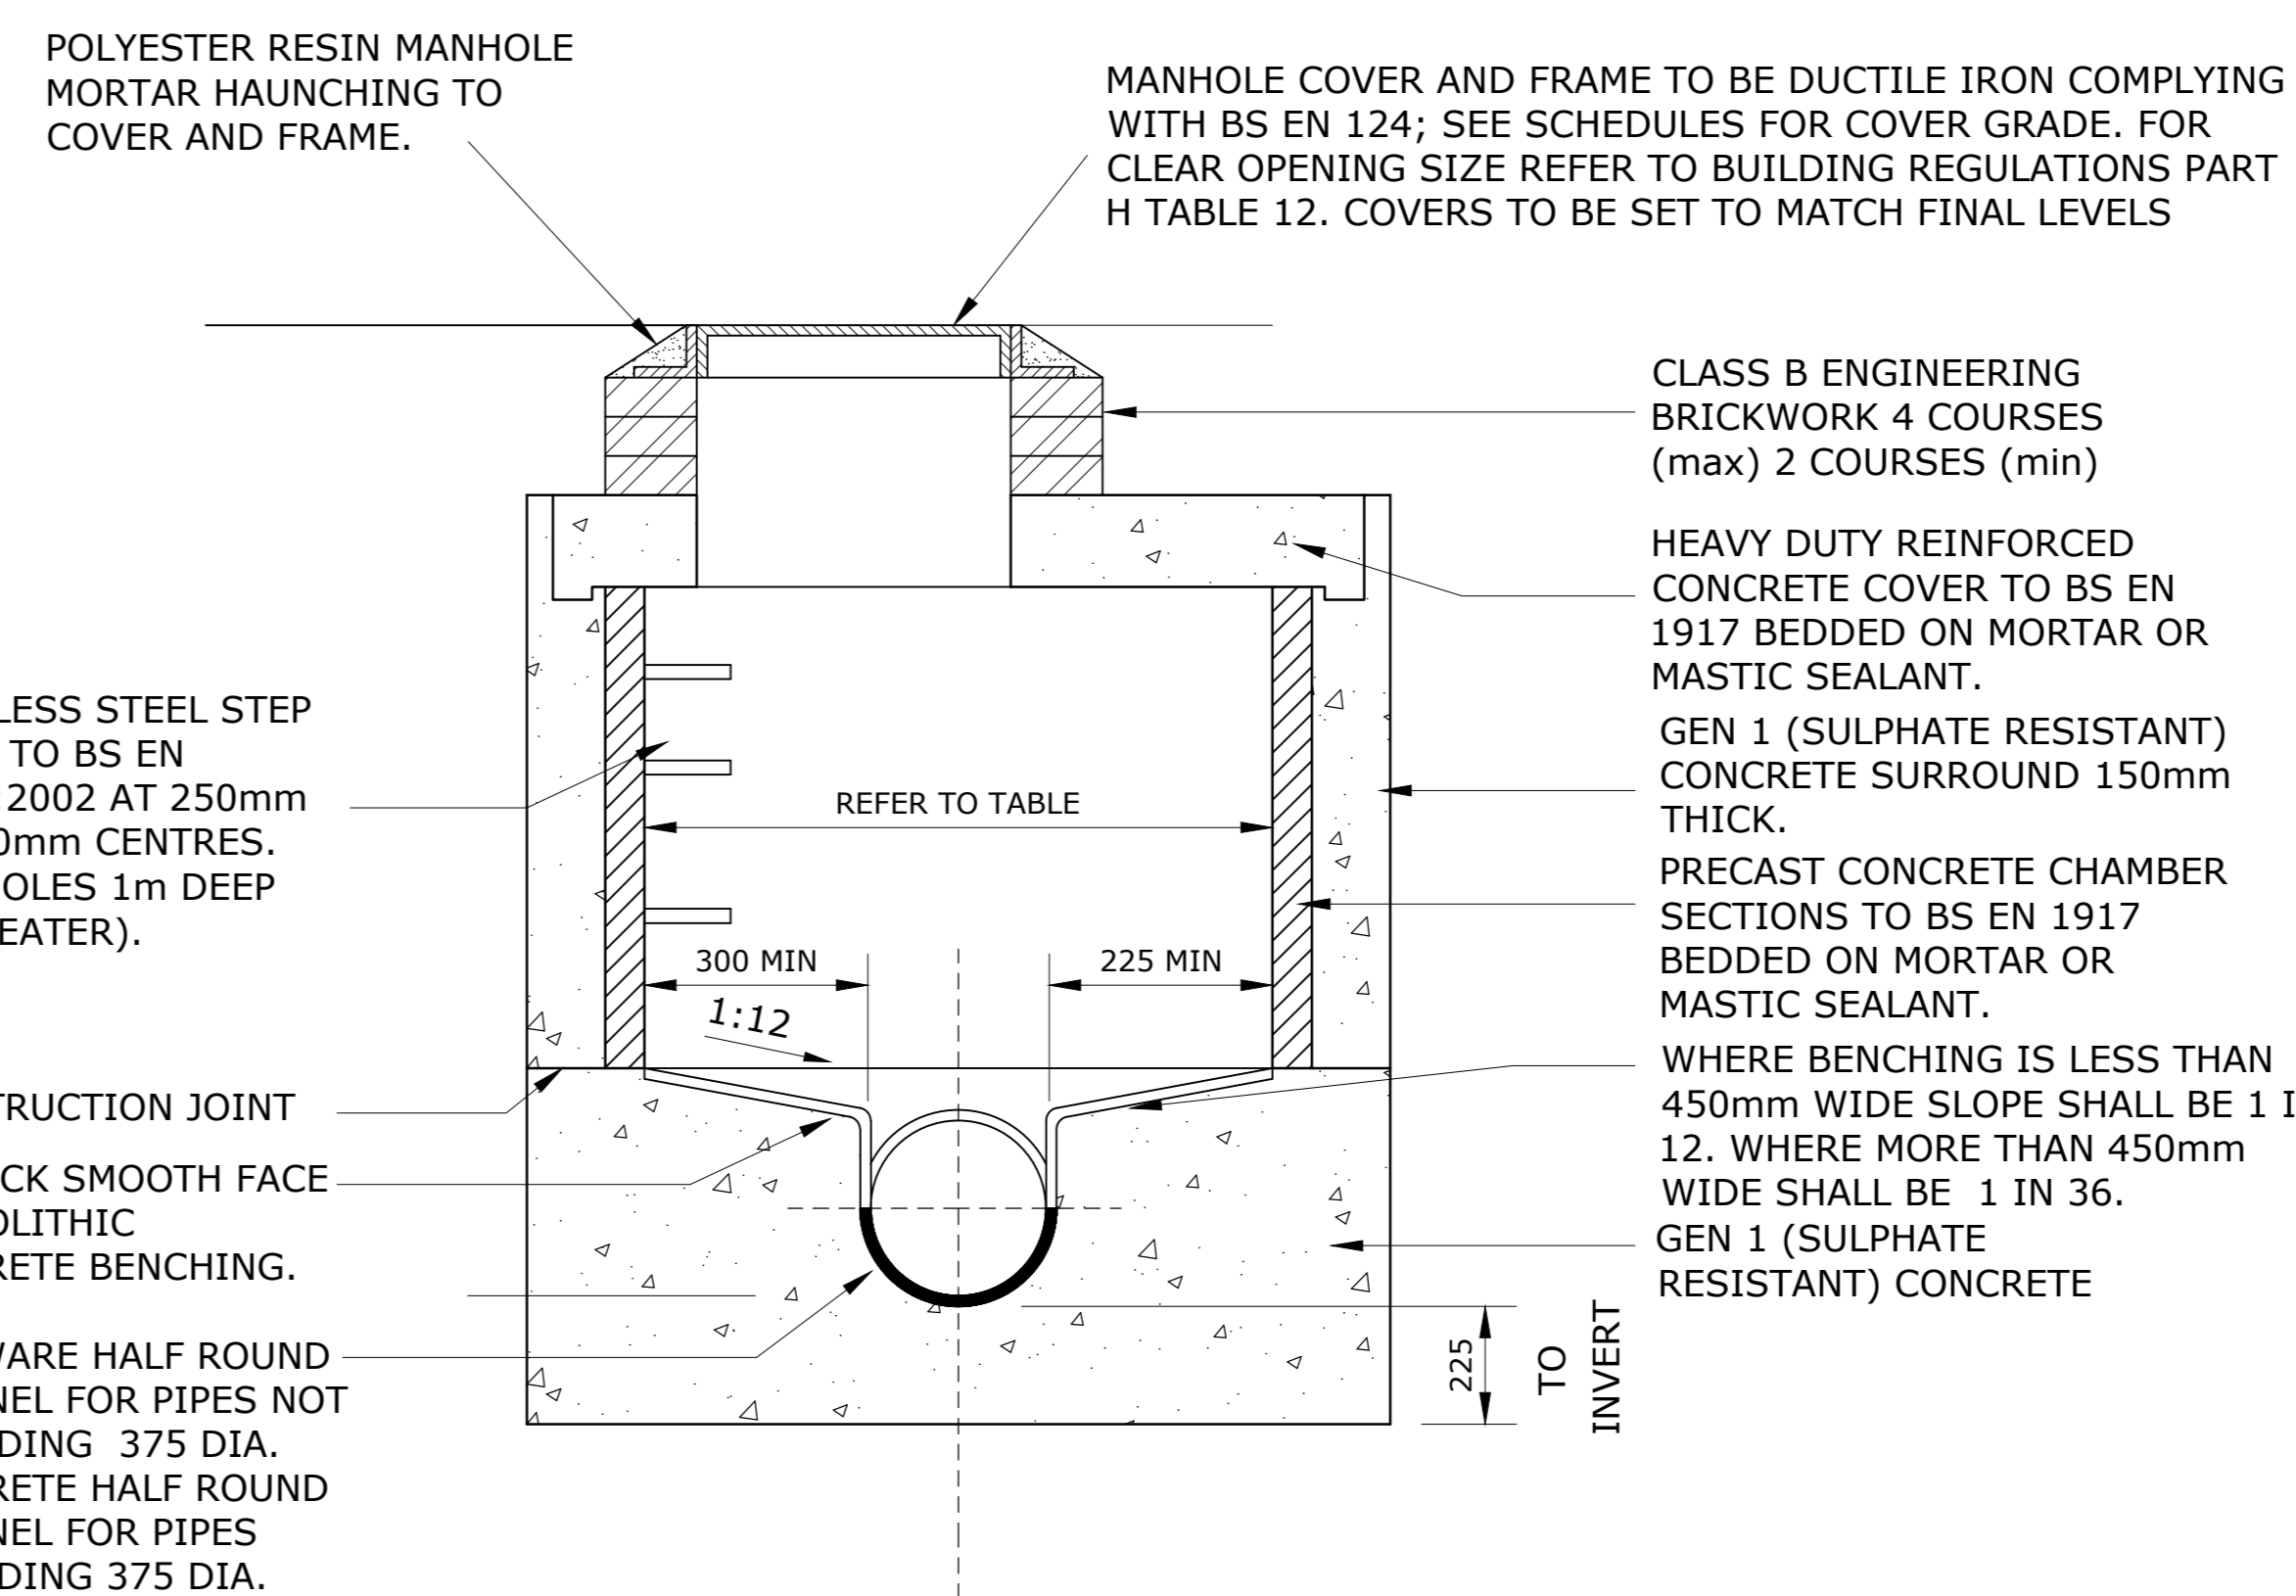 POLYESTER RESIN MANHOLE
MORTAR HAUNCHING TO
COVER AND FRAME.
MANHOLE COVER AND FRAME TO BE DUCTILE IRON COMPLYING
WITH BS EN 124; SEE SCHEDULES FOR COVER GRADE. FOR
CLEAR OPENING SIZE REFER TO BUILDING REGULATIONS PART
H TABLE 12. COVERS TO BE SET TO MATCH FINAL LEVELS
CLASS B ENGINEERING
BRICKWORK 4 COURSES
(max) 2 COURSES (min)
HEAVY DUTY REINFORCED
CONCRETE COVER TO BS EN
1917 BEDDED ON MORTAR OR
MASTIC SEALANT.
LESS STEEL STEP
TO BS EN
:2002 AT 250mm
0mm CENTRES.
OLES 1m DEEP
EATER).
REFER TO TABLE
GEN 1 (SULPHATE RESISTANT)
CONCRETE SURROUND 150mm
THICK.
PRECAST CONCRETE CHAMBER
SECTIONS TO BS EN 1917
BEDDED ON MORTAR OR
MASTIC SEALANT.
300 MIN
225 MIN
1:12
WHERE BENCHING IS LESS THAN
450mm WIDE SLOPE SHALL BE 1 I
12. WHERE MORE THAN 450mm
WIDE SHALL BE 1 IN 36.
GEN 1 (SULPHATE
RESISTANT) CONCRETE
TRUCTION JOINT
CK SMOOTH FACE
OLITHIC
RETE BENCHING.
WARE HALF ROUND
NEL FOR PIPES NOT
DING 375 DIA.
RETE HALF ROUND
NEL FOR PIPES
DING 375 DIA.
225
TO
INVERT